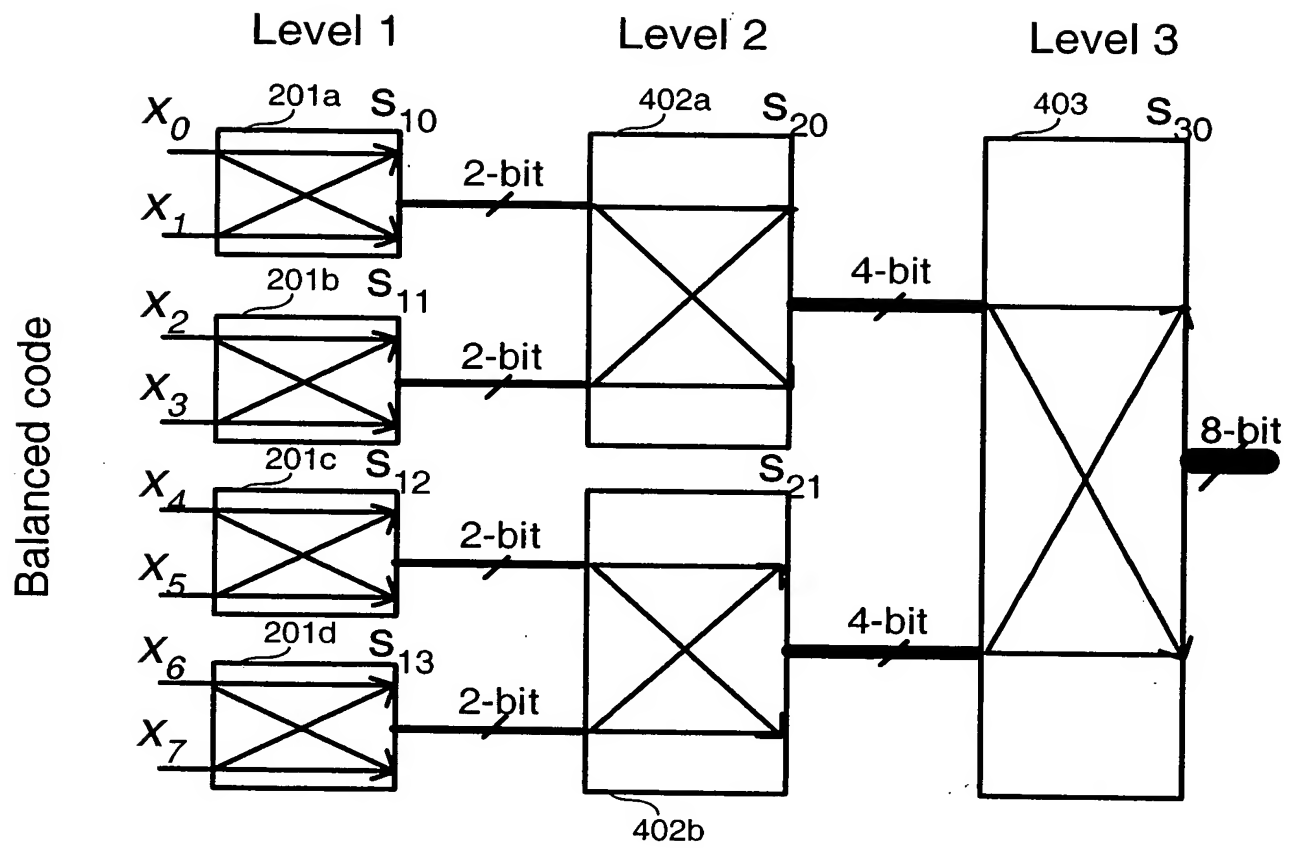 Level 1
Level 2
Level 3
201a
S10
402a
S20
403
S30
X0
X1
2-bit
201b
S11
4-bit
X2
X3
2-bit
Balanced code
8-bit
201c
S12
S21
X4
X5
2-bit
201d
S13
4-bit
X6
X7
2-bit
402b